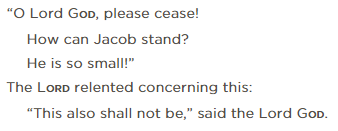 “O Lord GOD, please cease!
How can Jacob stand?
He is so small!”
The LORD relented concerning this:
“This also shall not be,” said the Lord GOD.